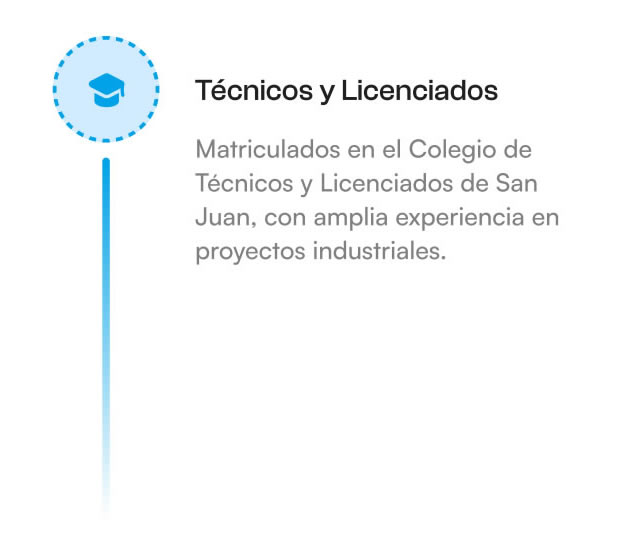 Técnicos y Licenciados
Matriculados en el Colegio de
Técnicos y Licenciados de San
Juan, con amplia experiencia en
proyectos industriales.